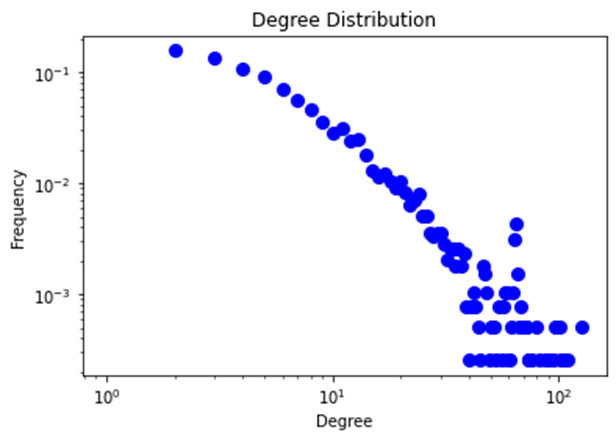 Degree Distribution
10⁻¹
10⁻²
10⁻³
Frequency
10⁰ 10¹ 10²
Degree